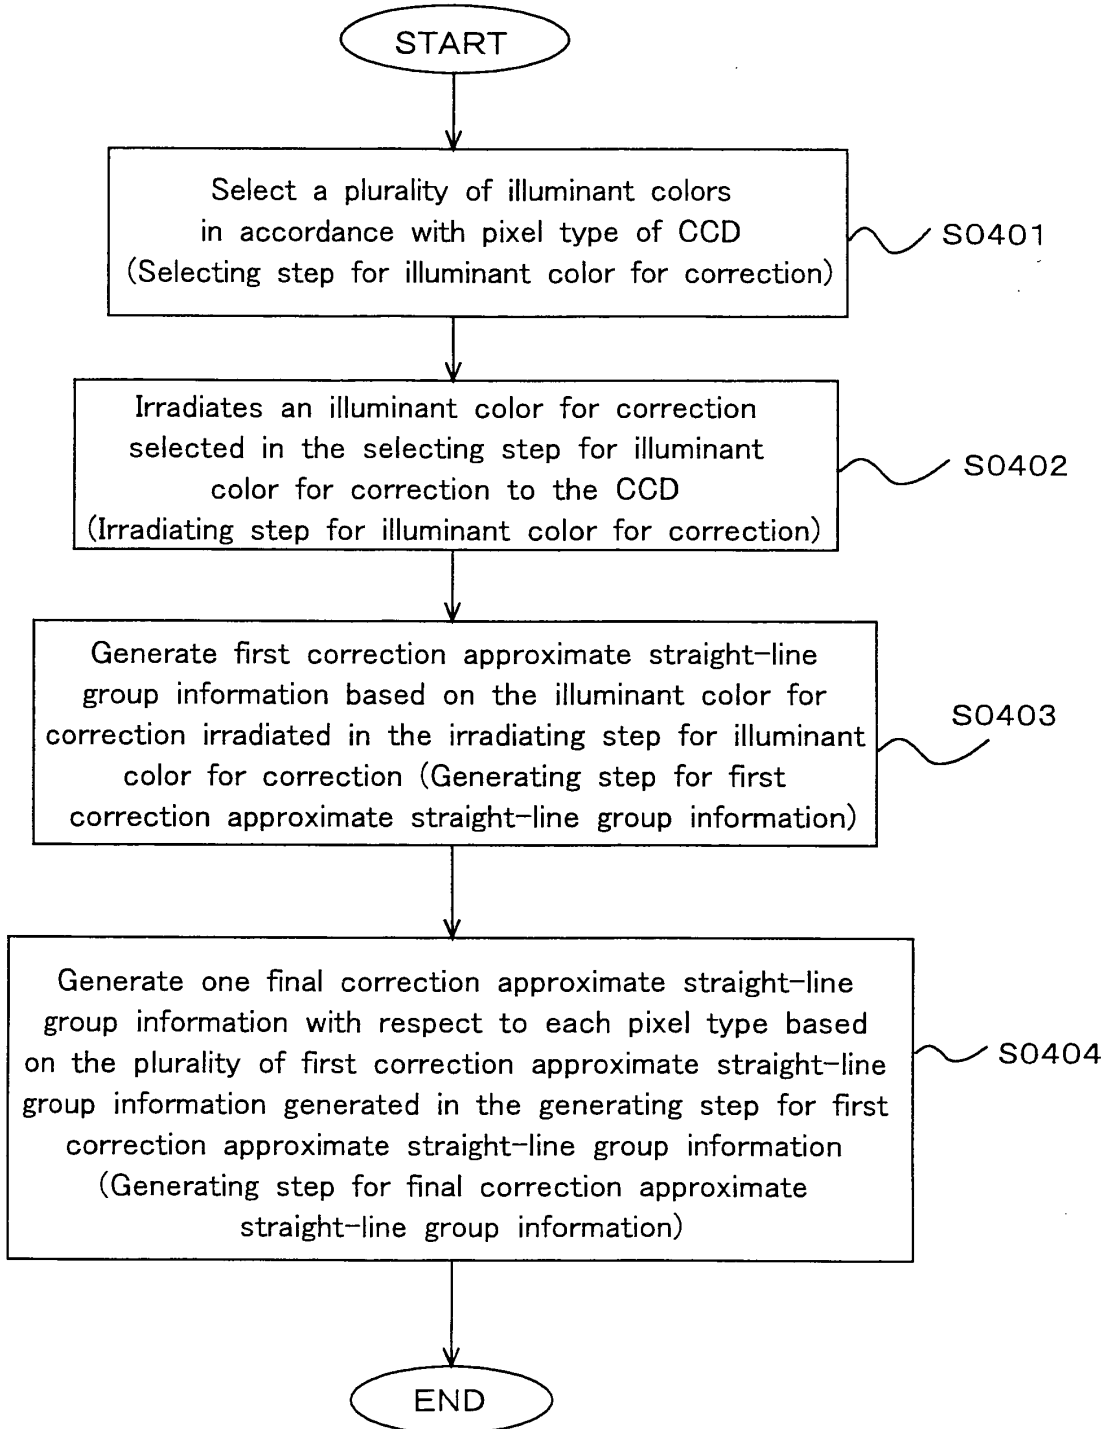 START
Select a plurality of illuminant colors
in accordance with pixel type of CCD
(Selecting step for illuminant color for correction)
S0401
Irradiates an illuminant color for correction
selected in the selecting step for illuminant
color for correction to the CCD
(Irradiating step for illuminant color for correction)
S0402
Generate first correction approximate straight-line
group information based on the illuminant color for
correction irradiated in the irradiating step for illuminant
color for correction (Generating step for first
correction approximate straight-line group information)
S0403
Generate one final correction approximate straight-line
group information with respect to each pixel type based
on the plurality of first correction approximate straight-line
group information generated in the generating step for first
correction approximate straight-line group information
(Generating step for final correction approximate
straight-line group information)
S0404
END